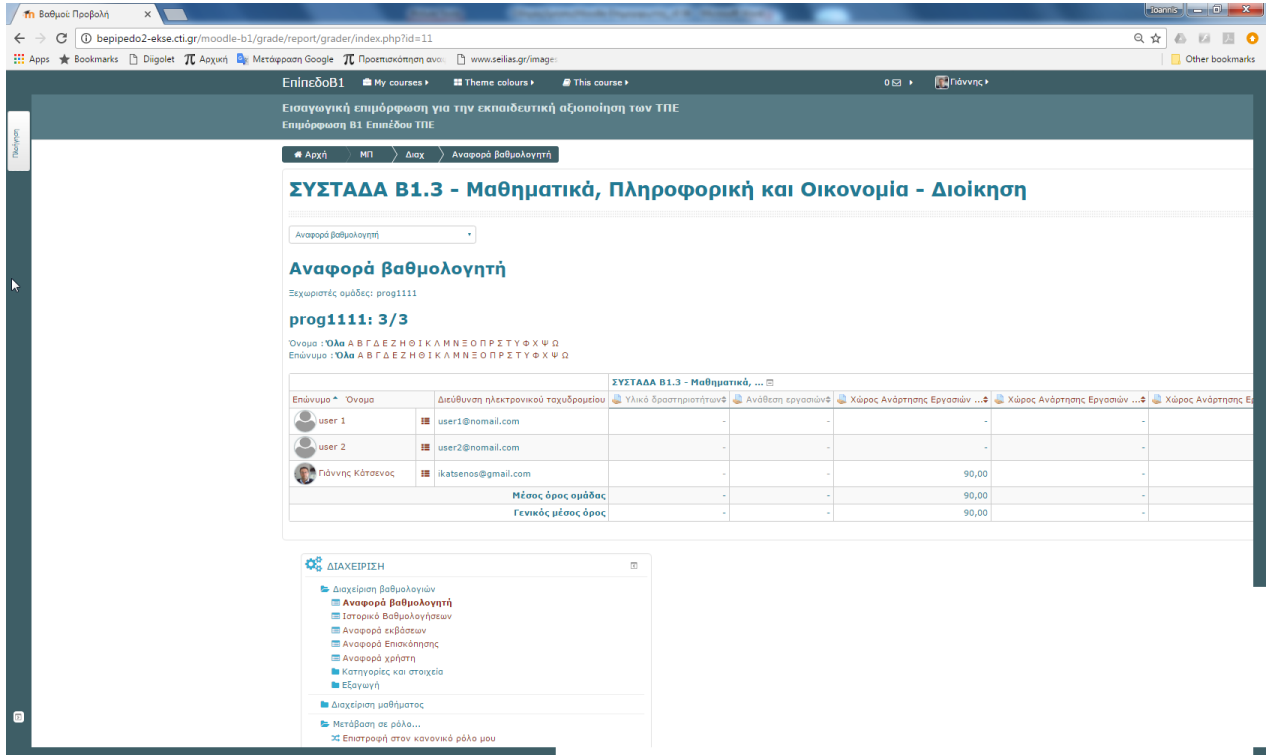 Βαθμοί: Προβολή
Ioannis
bepipedo2-ekse.cti.gr/moodle-b1/grade/report/grader/index.php?id=11
Apps Bookmarks Diigolet Αρχική Μετάφραση Google Προεπισκόπηση ανα www.seilias.gr/image Other bookmarks
ΕπίπεδοΒ1 My courses Theme colours This course 0 Γιάννης
Εισαγωγική επιμόρφωση για την εκπαιδευτική αξιοποίηση των ΤΠΕ
Επιμόρφωση Β1 Επιπέδου ΤΠΕ
Πλοήγηση
Αρχή ΜΠ Διαχ Αναφορά βαθμολογητή
ΣΥΣΤΑΔΑ Β1.3 - Μαθηματικά, Πληροφορική και Οικονομία - Διοίκηση
Αναφορά βαθμολογητή
Αναφορά βαθμολογητή
Ξεχωριστές ομάδες: prog1111
prog1111: 3/3
Όνομα : Όλα Α Β Γ Δ Ε Ζ Η Θ Ι Κ Λ Μ Ν Ξ Ο Π Ρ Σ Τ Υ Φ Χ Ψ Ω
Επώνυμο : Όλα Α Β Γ Δ Ε Ζ Η Θ Ι Κ Λ Μ Ν Ξ Ο Π Ρ Σ Τ Υ Φ Χ Ψ Ω
ΣΥΣΤΑΔΑ Β1.3 - Μαθηματικά, ...
Επώνυμο Όνομα Διεύθυνση ηλεκτρονικού ταχυδρομείου Υλικό δραστηριοτήτων Ανάθεση εργασιών Χώρος Ανάρτησης Εργασιών ... Χώρος Ανάρτησης Εργασιών ... Χώρος Ανάρτησης Ερ
user 1 user1@nomail.com - - - -
user 2 user2@nomail.com - - - -
Γιάννης Κάτσενος ikatsenos@gmail.com - - 90,00 -
Μέσος όρος ομάδας - - 90,00 -
Γενικός μέσος όρος - - 90,00 -
ΔΙΑΧΕΙΡΙΣΗ
Διαχείριση βαθμολογιών
Αναφορά βαθμολογητή
Ιστορικό Βαθμολογήσεων
Αναφορά εκβάσεων
Αναφορά Επισκόπησης
Αναφορά χρήστη
Κατηγορίες και στοιχεία
Εξαγωγή
Διαχείριση μαθήματος
Μετάβαση σε ρόλο...
Επιστροφή στον κανονικό ρόλο μου